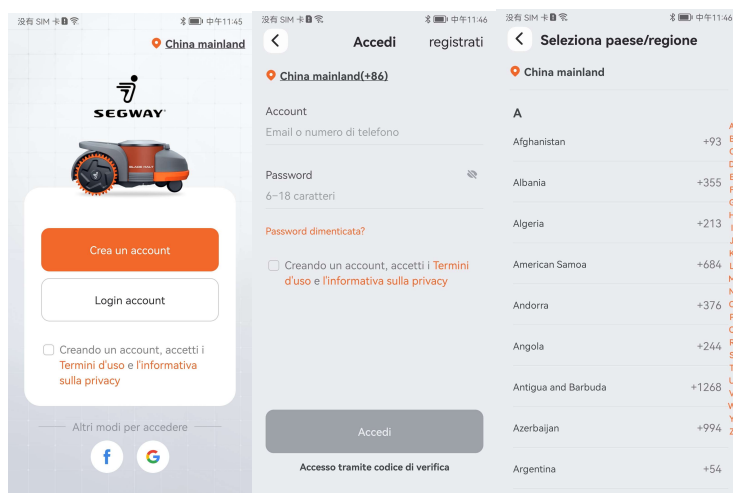 没有 SIM 卡 中午11:45
China mainland
SEGWAY
Crea un account
Login account
Creando un account, accetti i
Termini d'uso e l'informativa
sulla privacy
Altri modi per accedere
没有 SIM 卡 中午11:46
Accedi registrati
China mainland(+86)
Account
Email o numero di telefono
Password
6–18 caratteri
Password dimenticata?
Creando un account, accetti i Termini
d'uso e l'informativa sulla privacy
Accedi
Accesso tramite codice di verifica
没有 SIM 卡 中午11:46
Seleziona paese/regione
China mainland
A
Afghanistan +93
Albania +355
Algeria +213
American Samoa +684
Andorra +376
Angola +244
Antigua and Barbuda +1268
Azerbaijan +994
Argentina +54